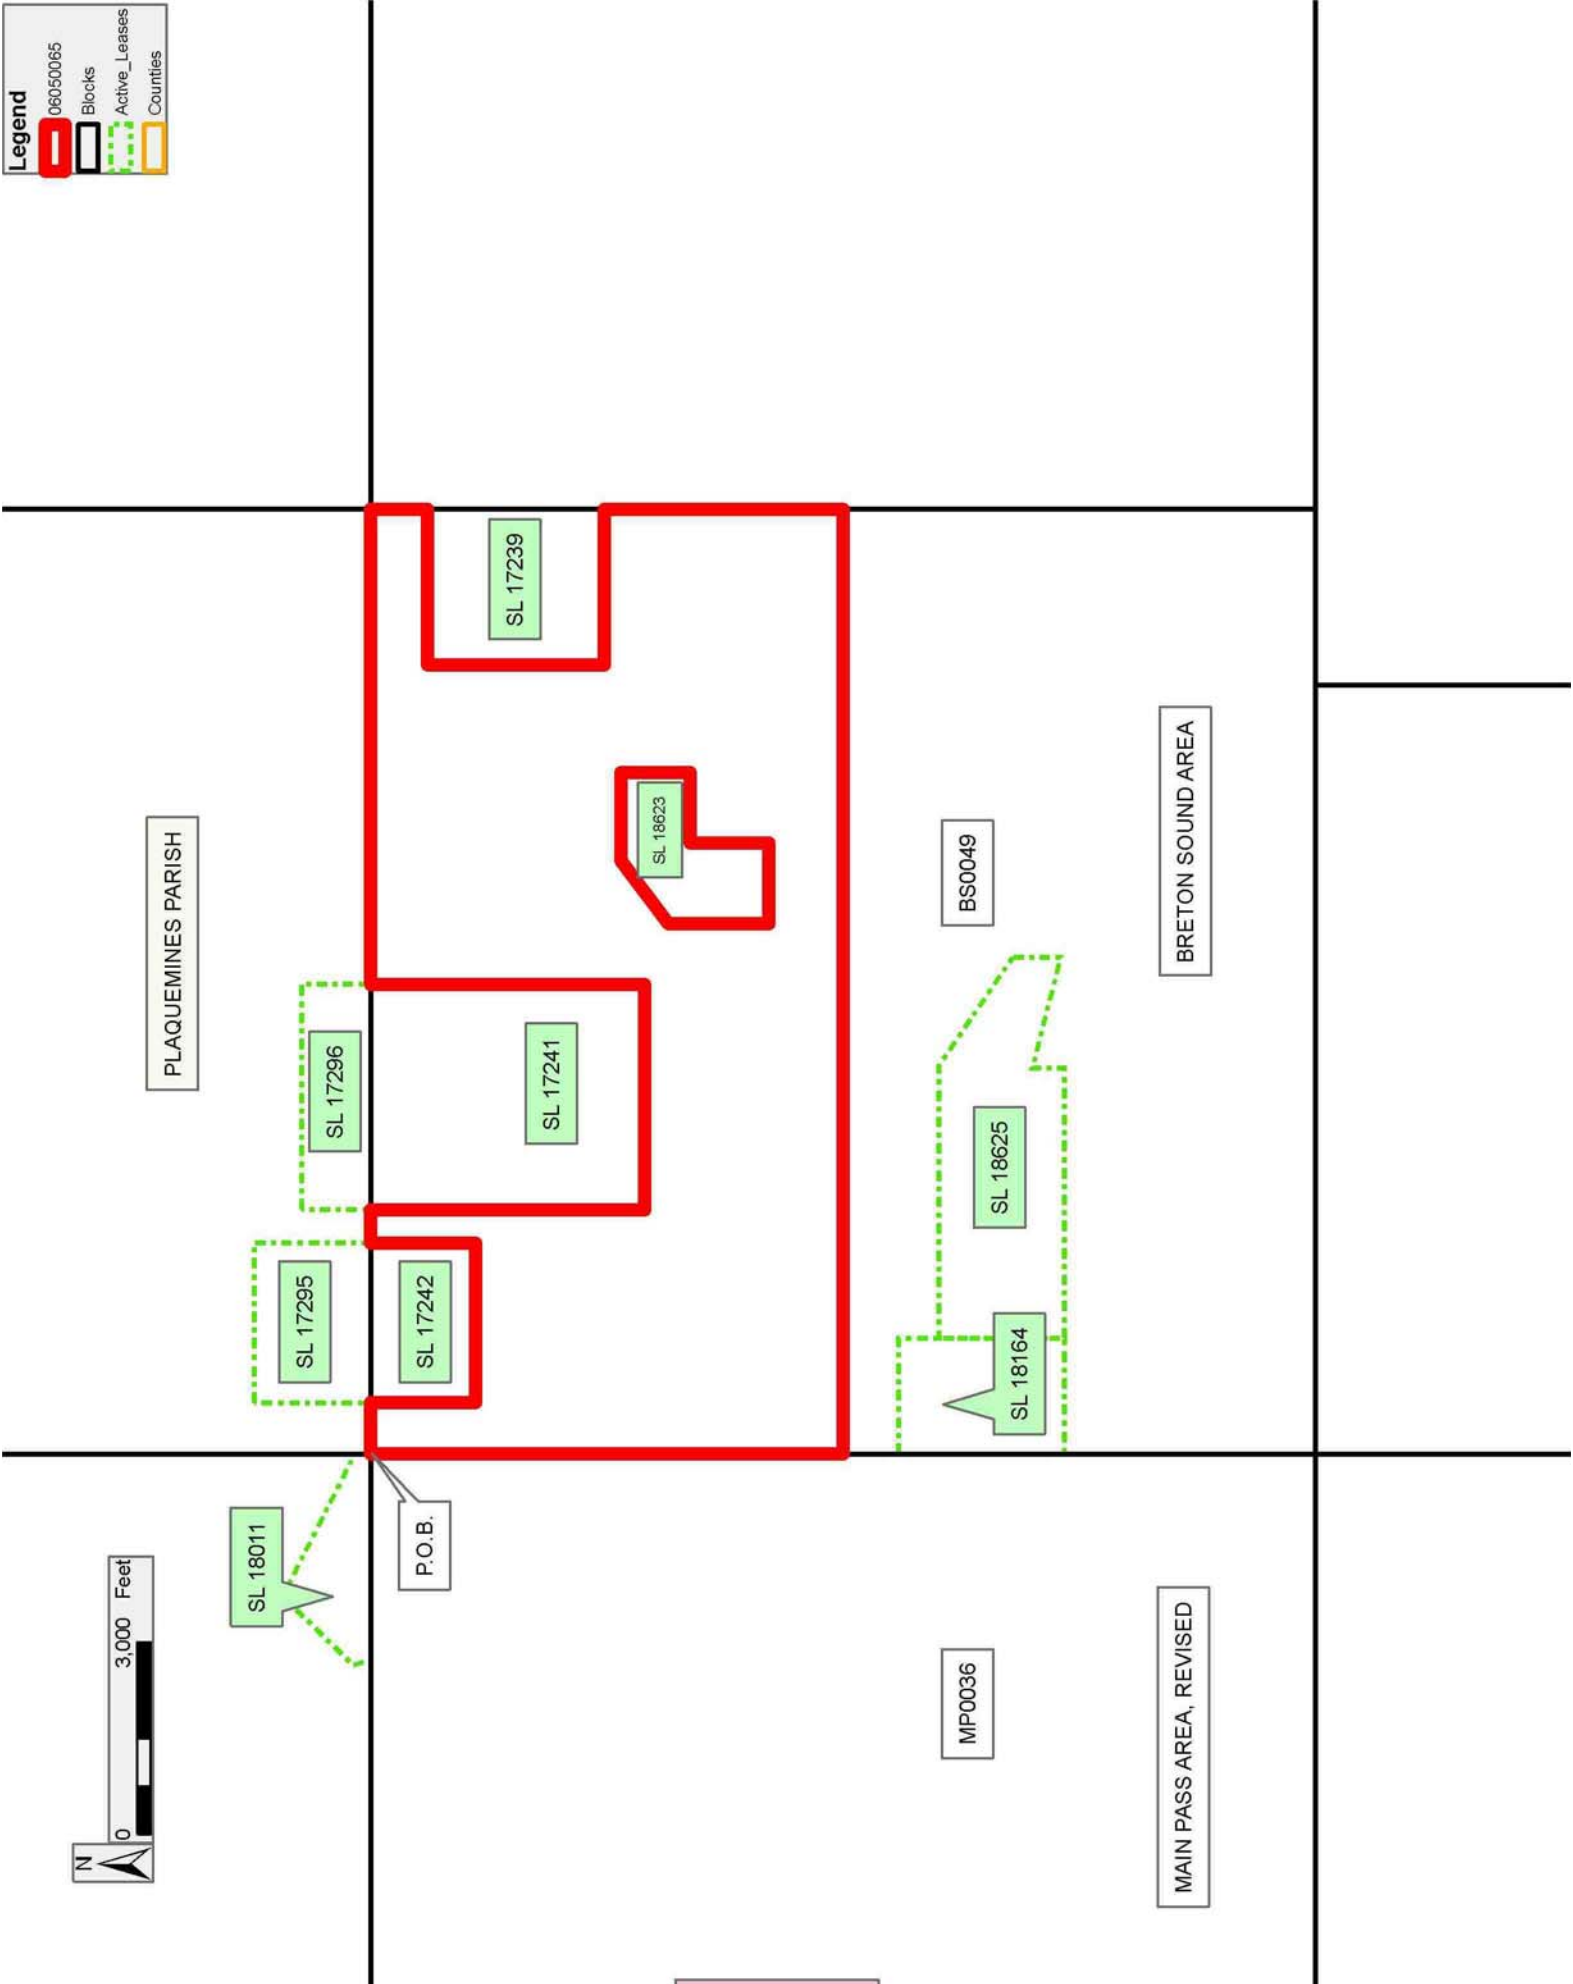 Legend
06050065
Blocks
Active_Leases
Counties
N
0 3,000 Feet
PLAQUEMINES PARISH
SL 18011
SL 17295
SL 17296
P.O.B.
SL 17242
SL 17241
SL 17239
SL 18623
MP0036
SL 18164
SL 18625
BS0049
MAIN PASS AREA, REVISED
BRETON SOUND AREA